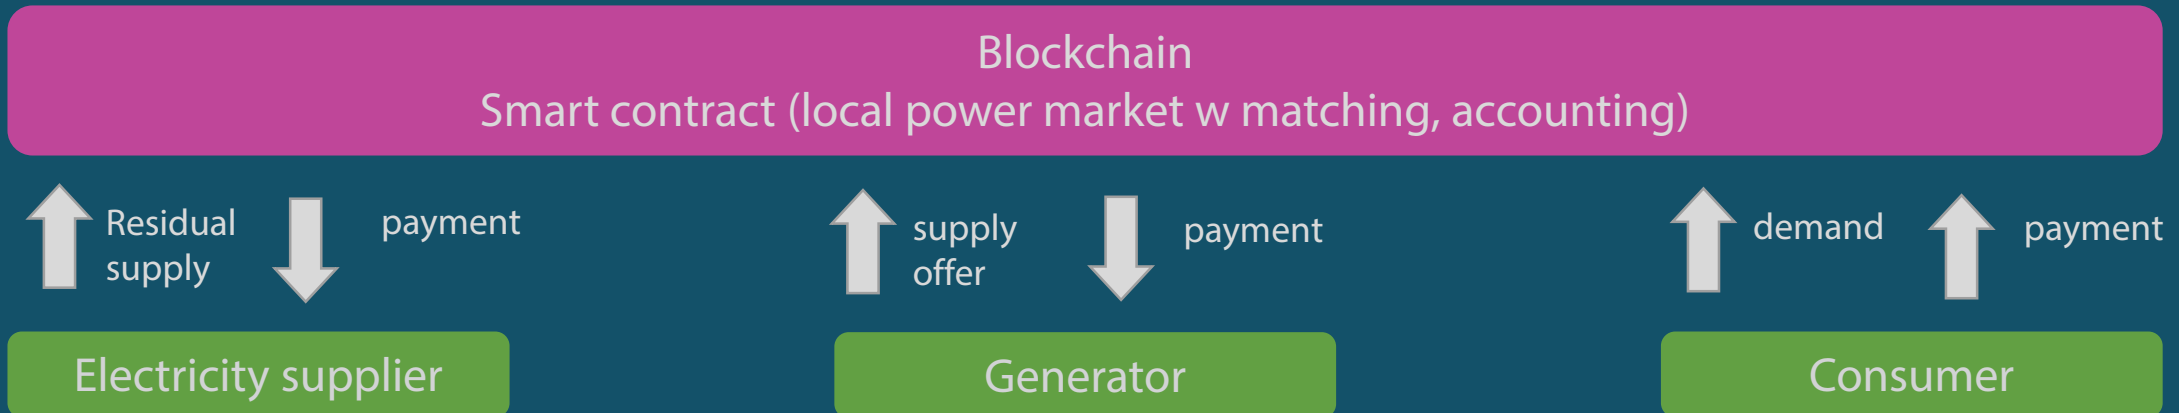 Blockchain
Smart contract (local power market w matching, accounting)
Residual
supply
payment
supply
offer
payment
demand
payment
Electricity supplier
Generator
Consumer